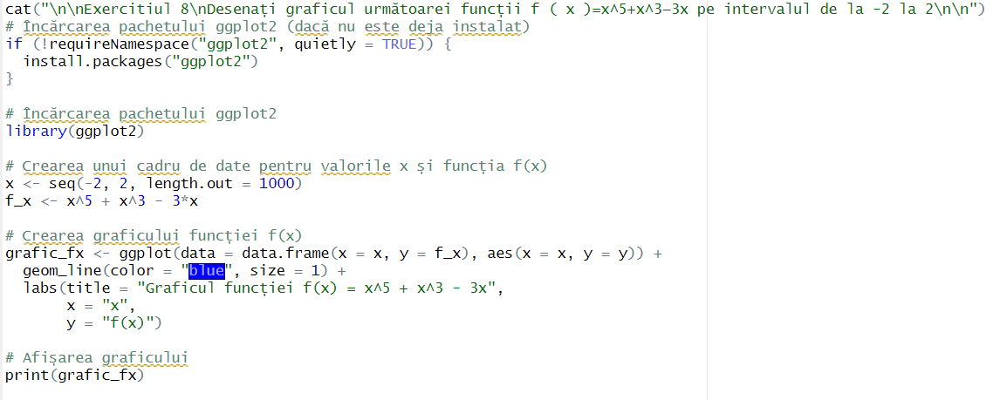 cat("\n\nExercitiul 8\nDesenați graficul următoarei funcții f ( x )=x^5+x^3−3x pe intervalul de la -2 la 2\n\n")
# Încărcarea pachetului ggplot2 (dacă nu este deja instalat)
if (!requireNamespace("ggplot2", quietly = TRUE)) {
  install.packages("ggplot2")
}
# Încărcarea pachetului ggplot2
library(ggplot2)
# Crearea unui cadru de date pentru valorile x și funcția f(x)
x <- seq(-2, 2, length.out = 1000)
f_x <- x^5 + x^3 - 3*x
# Crearea graficului funcției f(x)
grafic_fx <- ggplot(data = data.frame(x = x, y = f_x), aes(x = x, y = y)) +
  geom_line(color = "blue", size = 1) +
  labs(title = "Graficul funcției f(x) = x^5 + x^3 - 3x",
       x = "x",
       y = "f(x)")
# Afișarea graficului
print(grafic_fx)